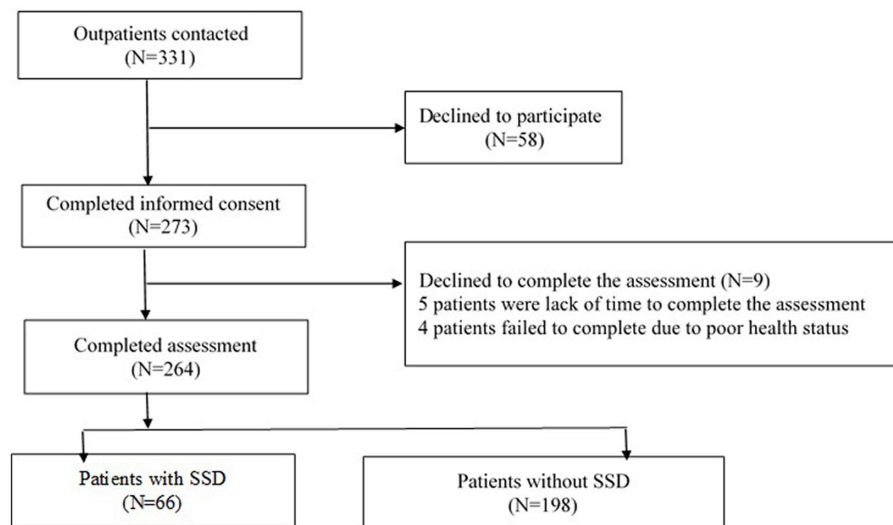 Outpatients contacted
(N=331)
Declined to participate
(N=58)
Completed informed consent
(N=273)
Declined to complete the assessment (N=9)
5 patients were lack of time to complete the assessment
4 patients failed to complete due to poor health status
Completed assessment
(N=264)
Patients with SSD
(N=66)
Patients without SSD
(N=198)